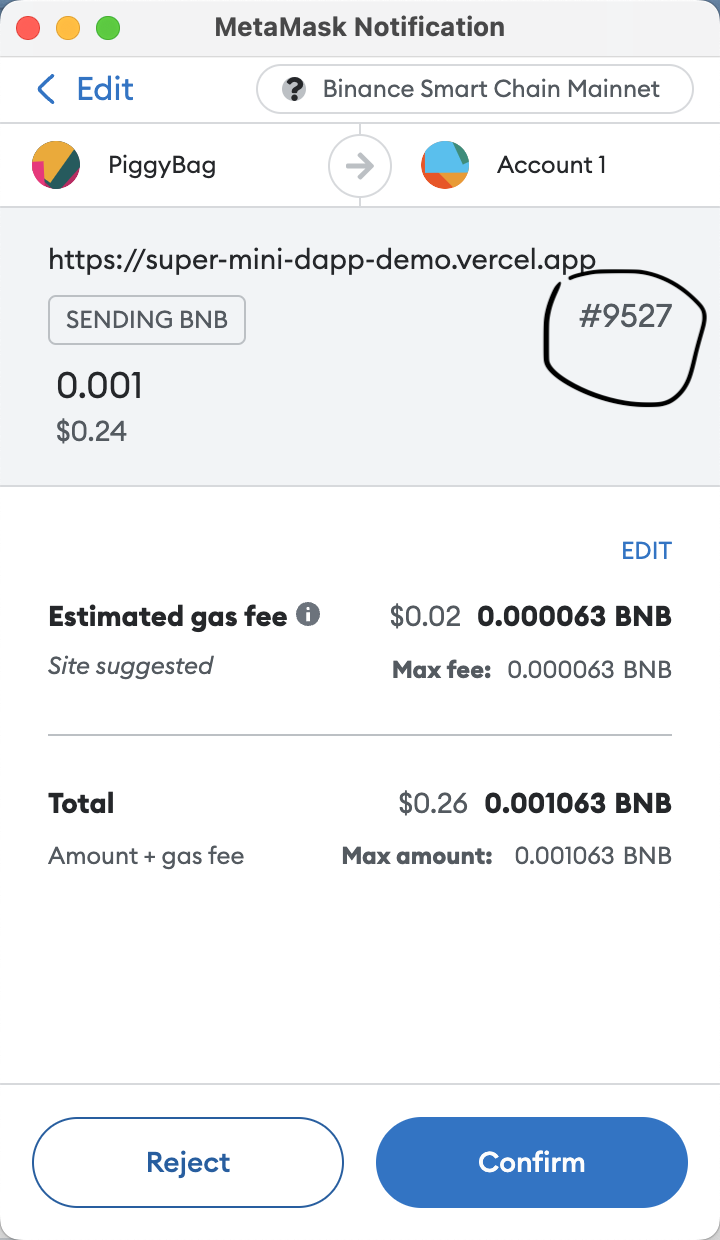 MetaMask Notification
Edit
? Binance Smart Chain Mainnet
PiggyBag
Account 1
https://super-mini-dapp-demo.vercel.app
SENDING BNB
#9527
0.001
$0.24
EDIT
Estimated gas fee i $0.02 0.000063 BNB
Site suggested Max fee: 0.000063 BNB
Total $0.26 0.001063 BNB
Amount + gas fee Max amount: 0.001063 BNB
Reject
Confirm